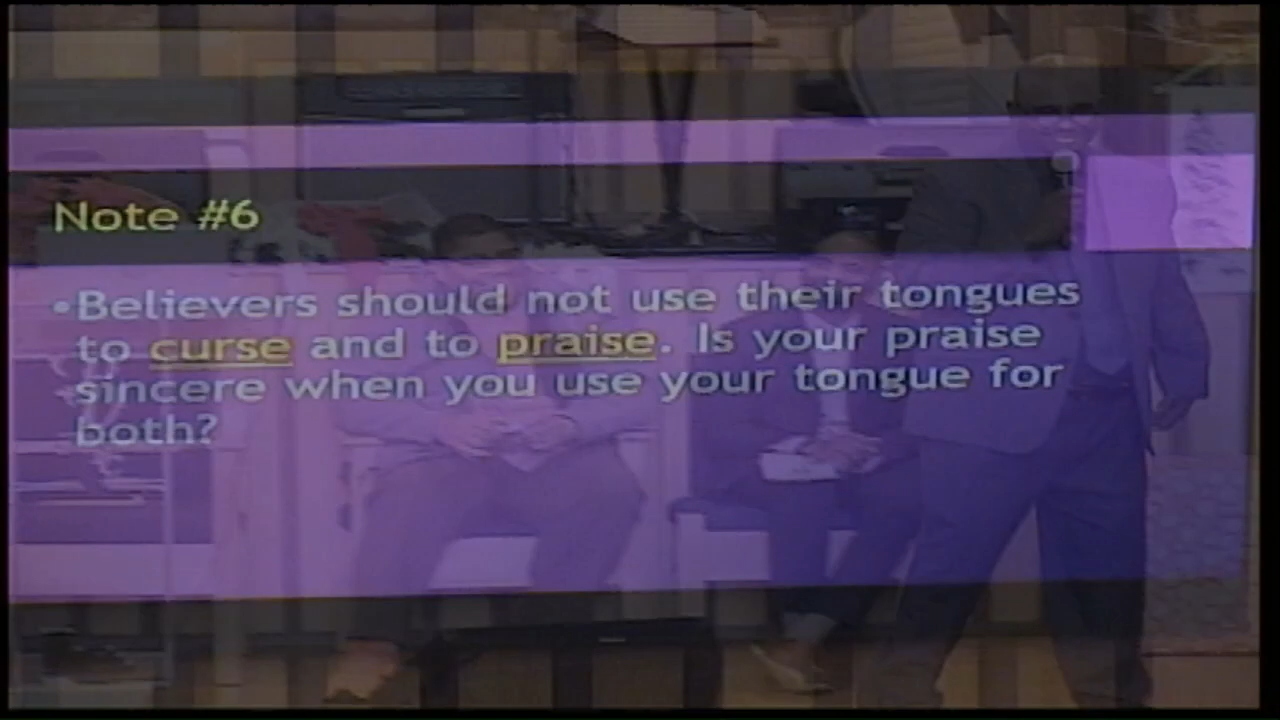 Note #6
•Believers should not use their tongues
to curse and to praise. Is your praise
sincere when you use your tongue for
both?